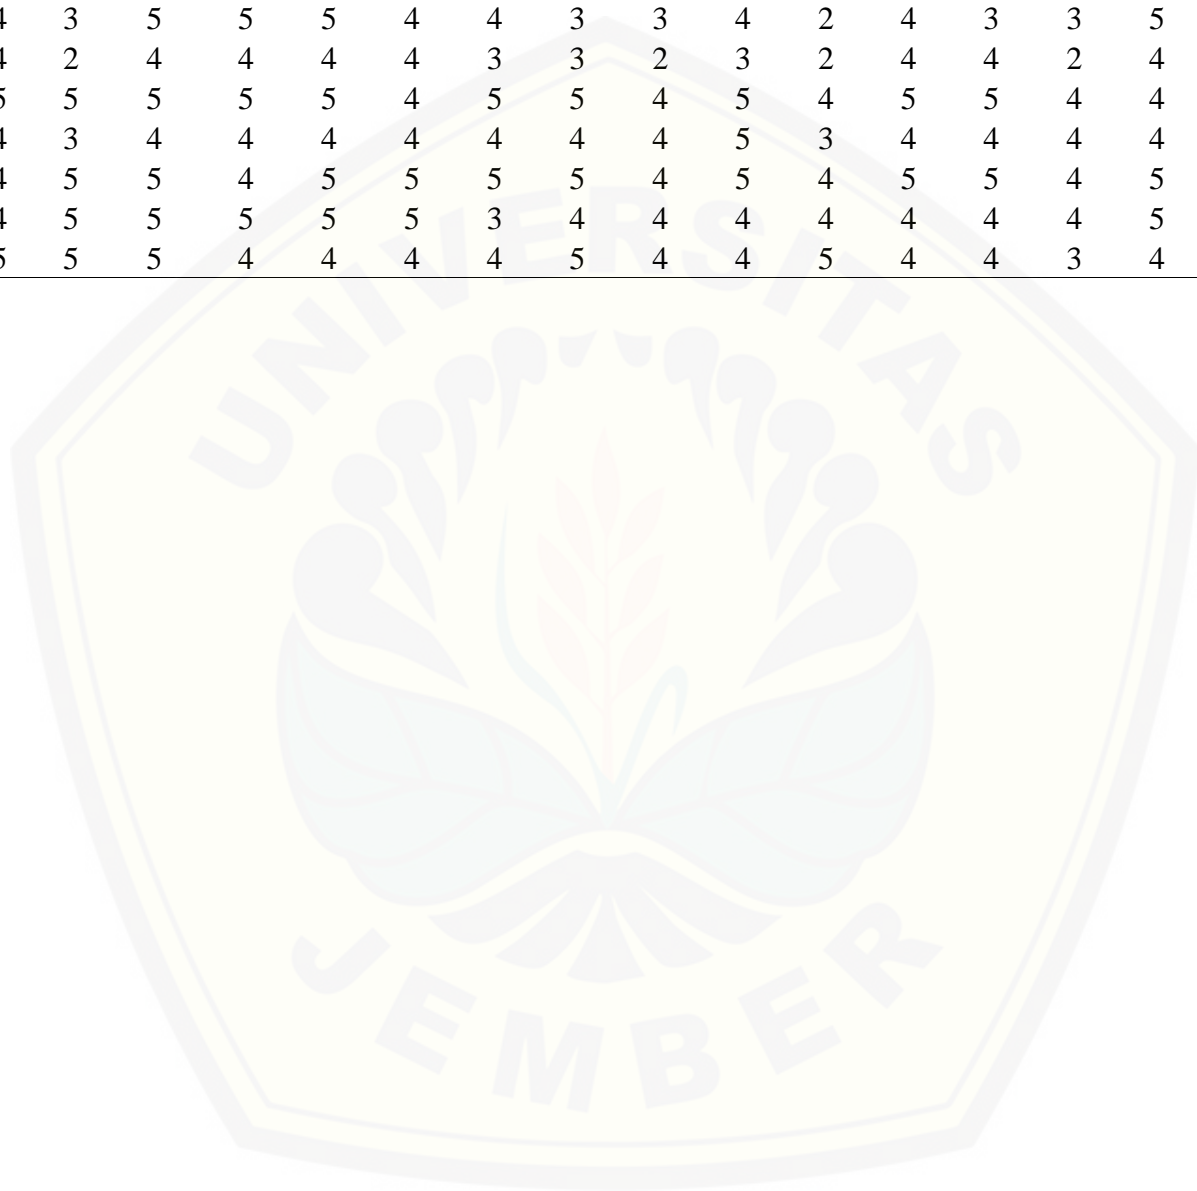 4 3 5 5 5 4 4 3 3 4 2 4 3 3 5
4 2 4 4 4 4 3 3 2 3 2 4 4 2 4
5 5 5 5 5 4 5 5 4 5 4 5 5 4 4
4 3 4 4 4 4 4 4 4 5 3 4 4 4 4
4 5 5 4 5 5 5 5 4 5 4 5 5 4 5
4 5 5 5 5 5 3 4 4 4 4 4 4 4 5
5 5 5 4 4 4 4 5 4 4 5 4 4 3 4
UNIVERSITAS
JEMBER